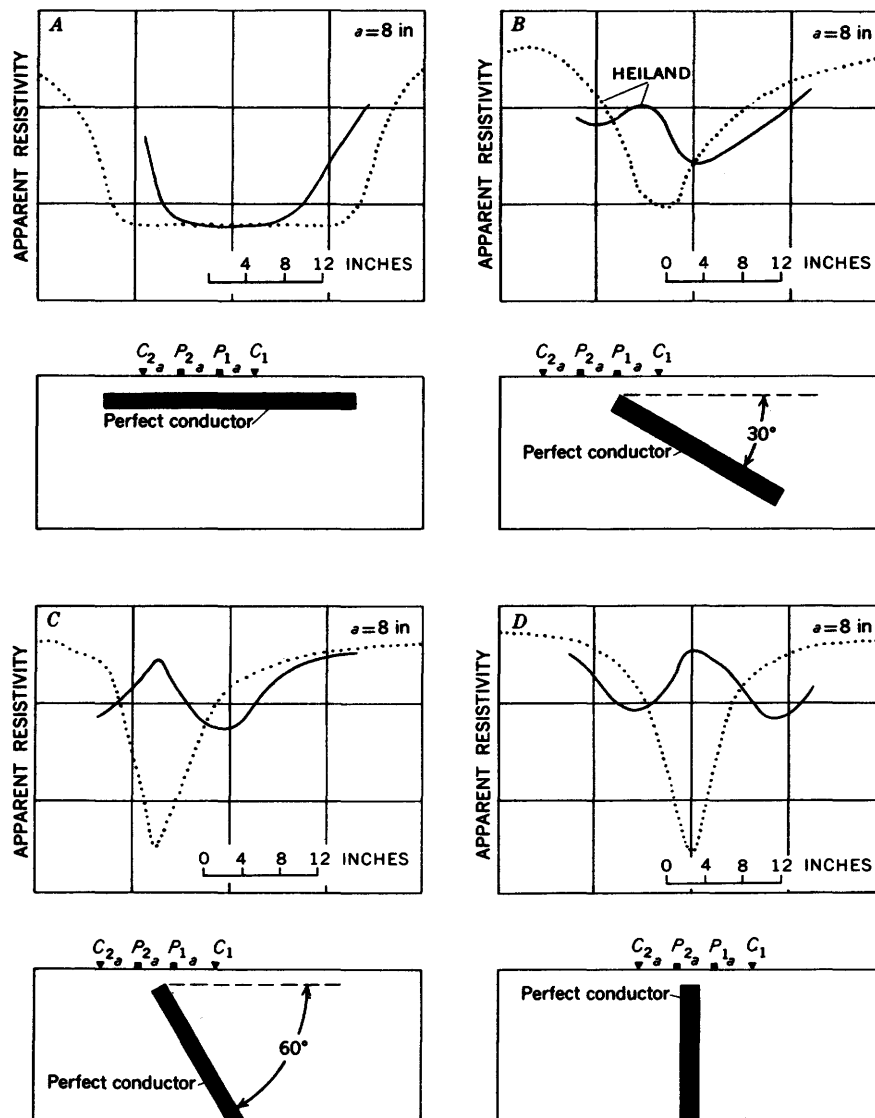 A
a=8 in
APPARENT RESISTIVITY
4 8 12 INCHES
C2 a P2 a P1 a C1
Perfect conductor
B
a=8 in
HEILAND
APPARENT RESISTIVITY
0 4 8 12 INCHES
C2 a P2 a P1 a C1
30°
Perfect conductor
C
a=8 in
APPARENT RESISTIVITY
0 4 8 12 INCHES
C2 a P2 a P1 a C1
60°
Perfect conductor
D
a=8 in
APPARENT RESISTIVITY
0 4 8 12 INCHES
C2 a P2 a P1 a C1
Perfect conductor